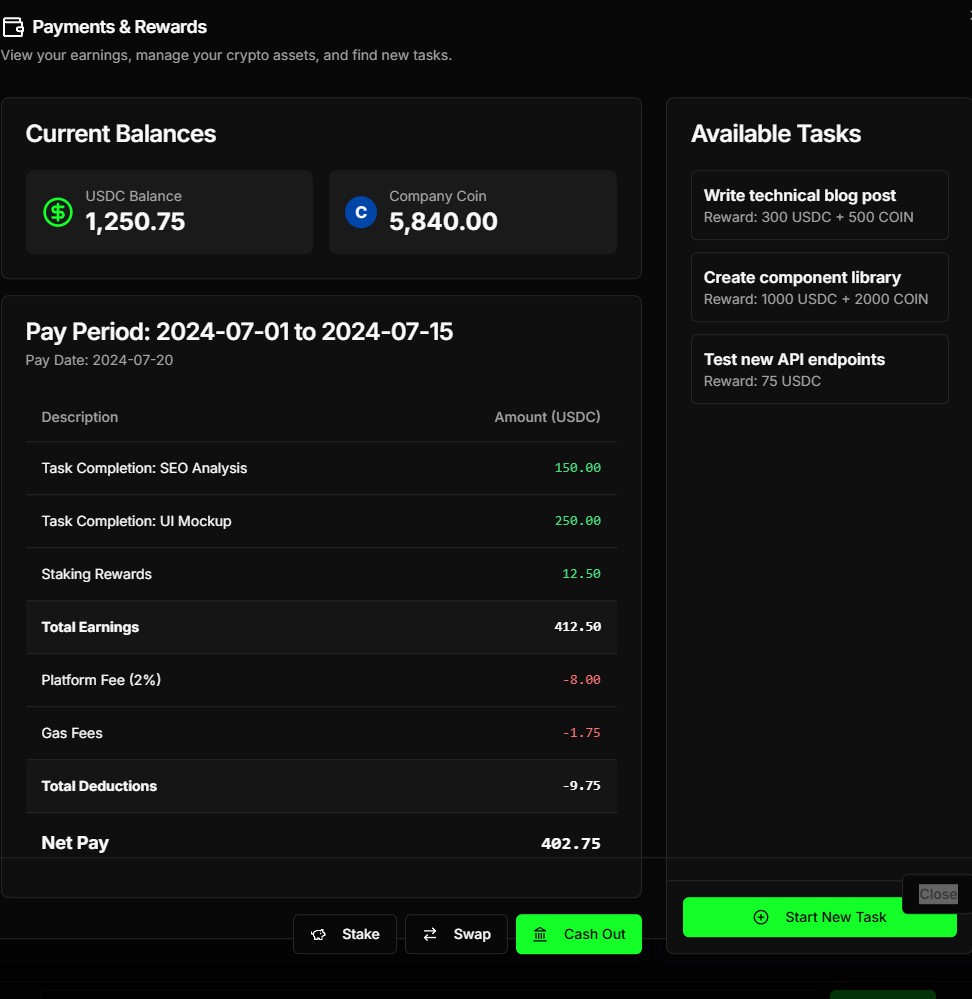 Payments & Rewards
View your earnings, manage your crypto assets, and find new tasks.
Current Balances
USDC Balance
1,250.75
C
Company Coin
5,840.00
Pay Period: 2024-07-01 to 2024-07-15
Pay Date: 2024-07-20
Description Amount (USDC)
Task Completion: SEO Analysis 150.00
Task Completion: UI Mockup 250.00
Staking Rewards 12.50
Total Earnings 412.50
Platform Fee (2%) -8.00
Gas Fees -1.75
Total Deductions -9.75
Net Pay 402.75
Stake Swap Cash Out
Available Tasks
Write technical blog post
Reward: 300 USDC + 500 COIN
Create component library
Reward: 1000 USDC + 2000 COIN
Test new API endpoints
Reward: 75 USDC
Close
Start New Task